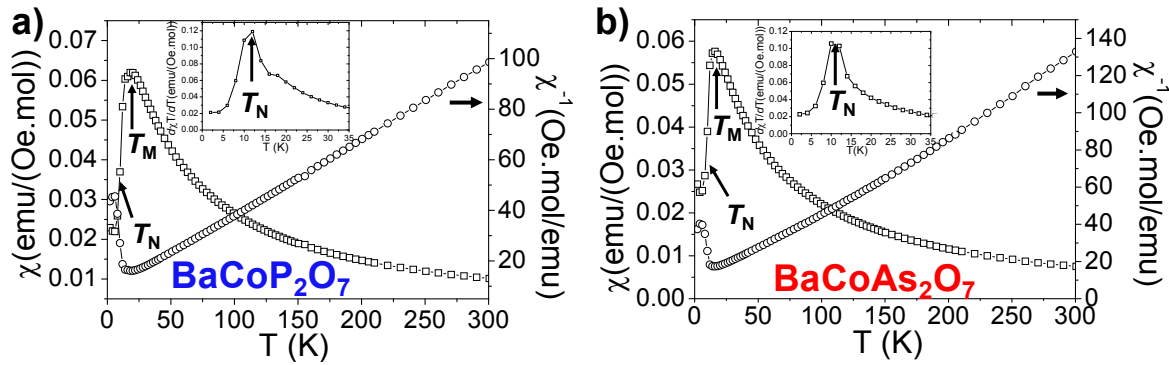 a)
χ(emu/(Oe.mol))
0.07
0.06
0.05
0.04
0.03
0.02
0.01
0
50
100
150
200
250
300
T (K)
100
80
60
40
20
χ⁻¹(Oe.mol/emu)
T_M
T_N
BaCoP₂O₇
dχT/dT(emu/(Oe.mol)
0.12
0.10
0.08
0.06
0.04
0.02
0.00
0 5 10 15 20 25 30 35
T (K)
T_N
b)
χ(emu/(Oe.mol))
0.06
0.05
0.04
0.03
0.02
0.01
0.00
0
50
100
150
200
250
300
T (K)
140
120
100
80
60
40
20
0
χ⁻¹(Oe.mol/emu)
T_M
T_N
BaCoAs₂O₇
dχT/dT(emu/(Oe.mol)
0.12
0.10
0.08
0.06
0.04
0.02
0.00
0 5 10 15 20 25 30 35
T(K)
T_N